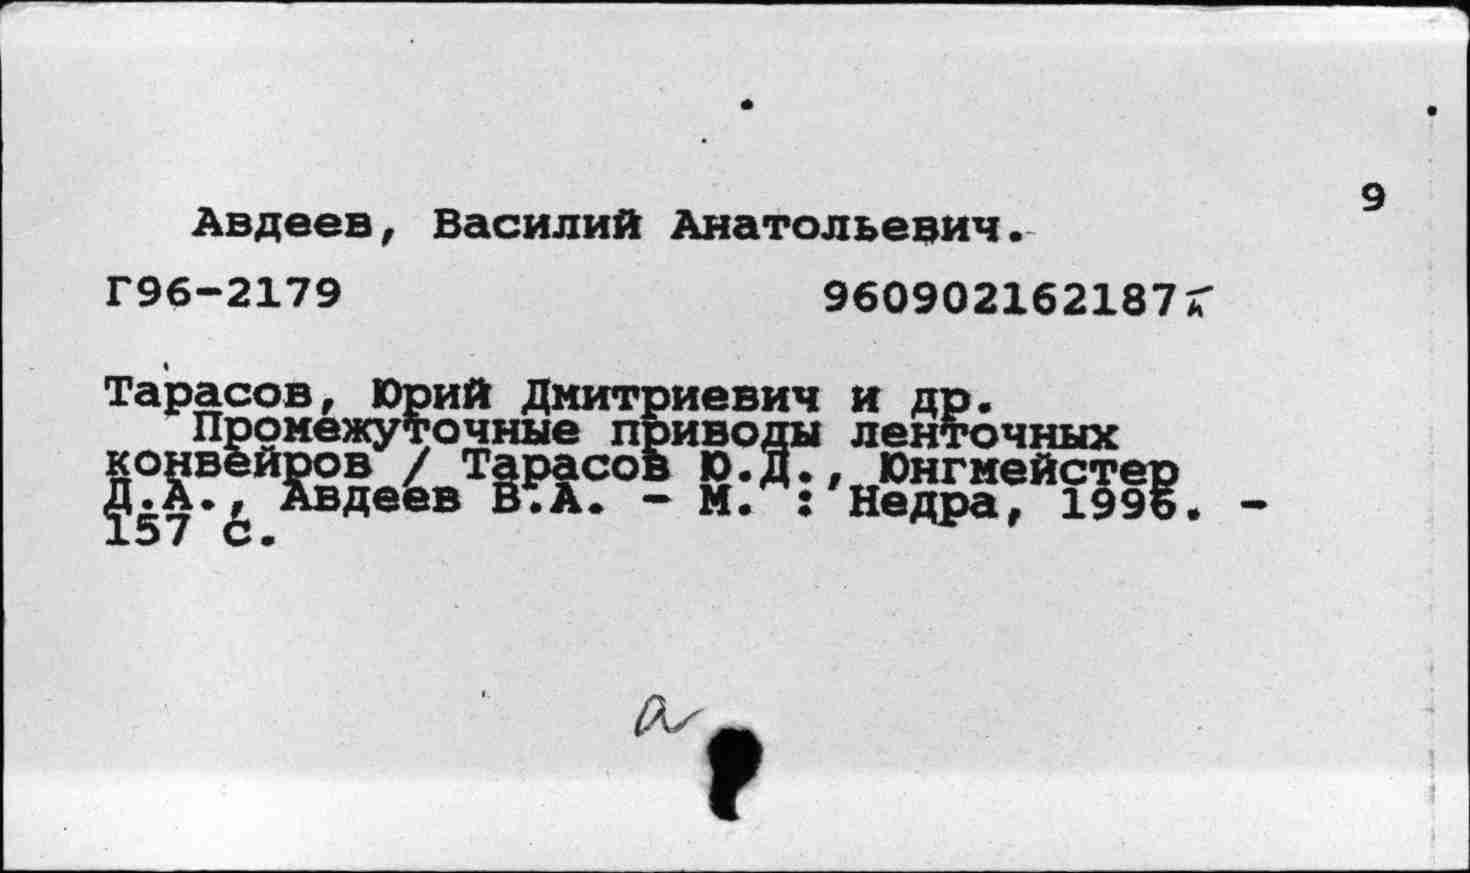 9
Авдеев, Василий Анатольевич.
Г96-2179 960902162187
Тарасов, Юрий Дмитриевич и др.
Промежуточные приводы ленточных
конвейров / Тарасов Ю.Д., Юнгмейстер
Д.А., Авдеев В.А. - М. : Недра, 1996. -
157 с.
а